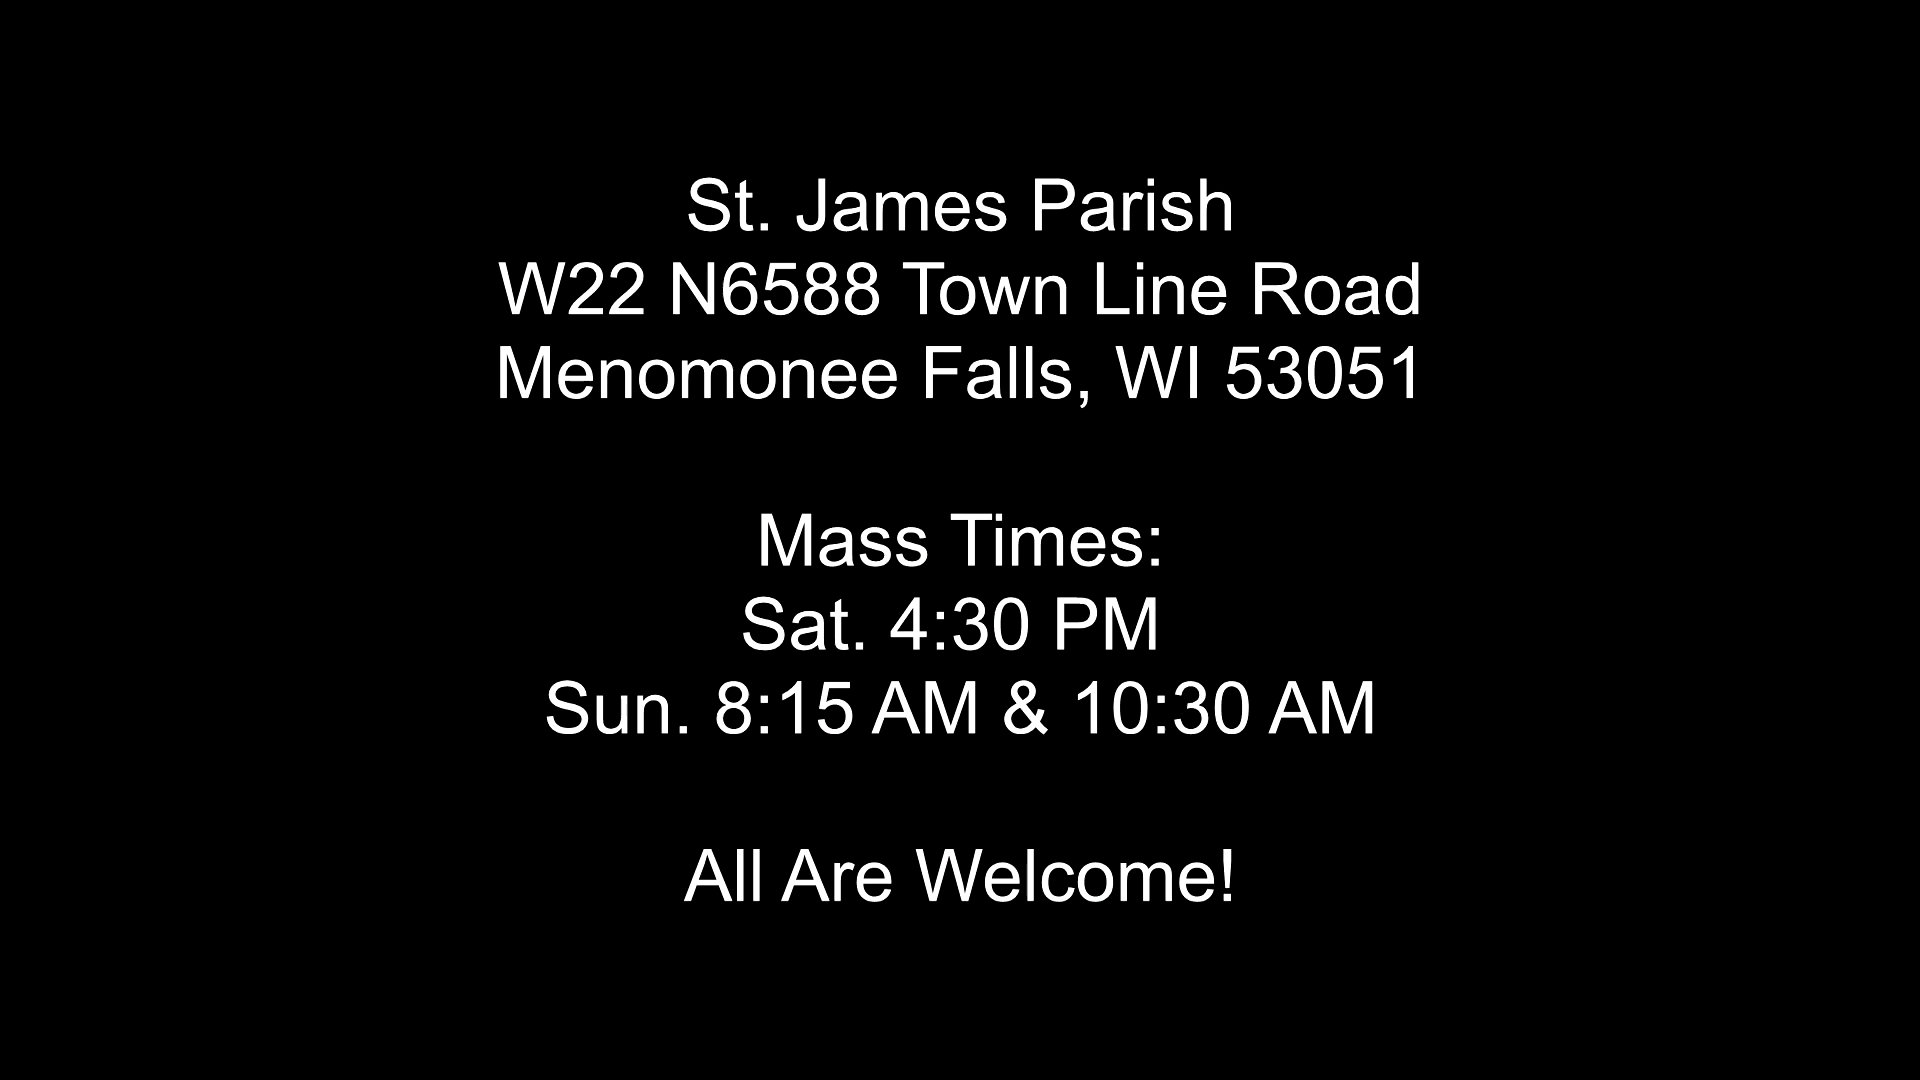 St. James Parish
W22 N6588 Town Line Road
Menomonee Falls, WI 53051
Mass Times:
Sat. 4:30 PM
Sun. 8:15 AM & 10:30 AM
All Are Welcome!